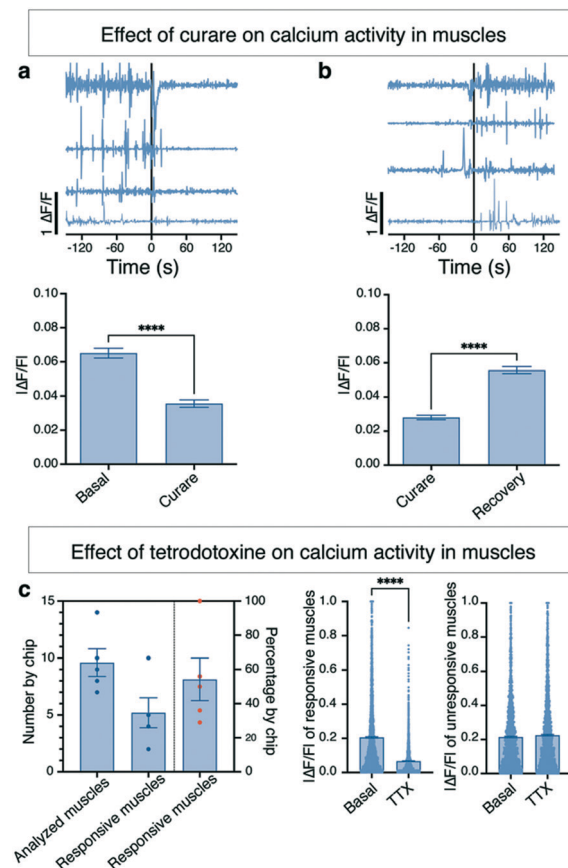 Effect of curare on calcium activity in muscles
a
1 ΔF/F
-120 -60 0 60 120
Time (s)
b
1 ΔF/F
-120 -60 0 60 120
Time (s)
|ΔF/F|
0.10
0.08
0.06
0.04
0.02
0.00
****
Basal
Curare
|ΔF/F|
0.10
0.08
0.06
0.04
0.02
0.00
****
Curare
Recovery
Effect of tetrodotoxine on calcium activity in muscles
c
Number by chip
15
10
5
0
100
80
60
40
20
0
Percentage by chip
Analyzed muscles
Responsive muscles
Responsive muscles
|ΔF/F| of responsive muscles
1.0
0.8
0.6
0.4
0.2
0.0
****
Basal
TTX
|ΔF/F| of unresponsive muscles
1.0
0.8
0.6
0.4
0.2
0.0
Basal
TTX